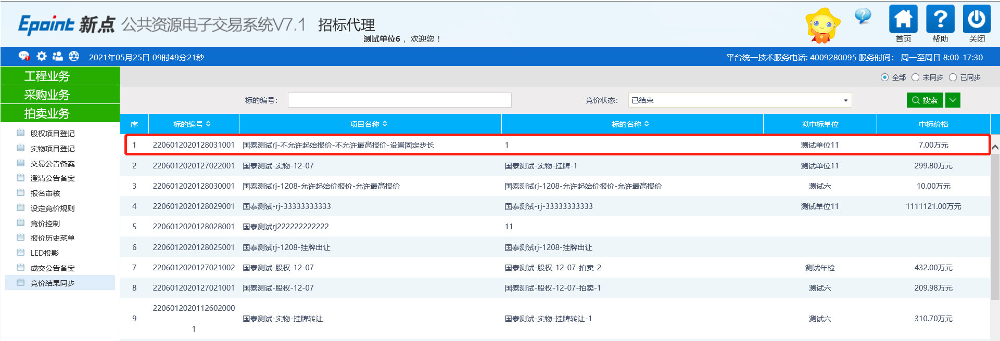 Epoint 新点 公共资源电子交易系统V7.1 招标代理
测试单位6 ，欢迎您！
首页 帮助 关闭
2021年05月25日 09时49分21秒
平台统一技术服务电话: 4009280095 服务时间： 周一至周日 8:00-17:30
工程业务
采购业务
拍卖业务
股权项目登记
实物项目登记
交易公告备案
澄清公告备案
报名审核
设定竞价规则
竞价控制
报价历史菜单
LED投影
成交公告备案
竞价结果同步
全部 未同步 已同步
标的编号： 竞价状态： 已结束 搜索
序 标的编号 项目名称 标的名称 拟中标单位 中标价格
1 2206012020128031001 国泰测试rj-不允许起始报价-不允许最高报价-设置固定步长 1 测试单位11 7.00万元
2 2206012020127022001 国泰测试-实物-12-07 国泰测试-实物-挂牌-1 测试单位11 299.80万元
3 2206012020128030001 国泰测试rj-1208-允许起始价报价-允许最高报价 国泰测试rj-1208-允许起始价报价-允许最高报价 测试六 10.00万元
4 2206012020128029001 国泰测试-rj-33333333333 国泰测试-rj-33333333333 测试单位11 1111121.00万元
5 2206012020128028001 国泰测试rj222222222222 11
6 2206012020128025001 国泰测试rj-1208-挂牌出让 国泰测试rj-1208-挂牌出让
7 2206012020127021002 国泰测试-股权-12-07 国泰测试-股权-12-07-拍卖-2 测试年检 432.00万元
8 2206012020127021001 国泰测试-股权-12-07 国泰测试-股权-12-07-拍卖-1 测试六 209.98万元
9 2206012020112602000 国泰测试-实物-挂牌转让 国泰测试-实物-挂牌转让-1 测试六 310.70万元
1